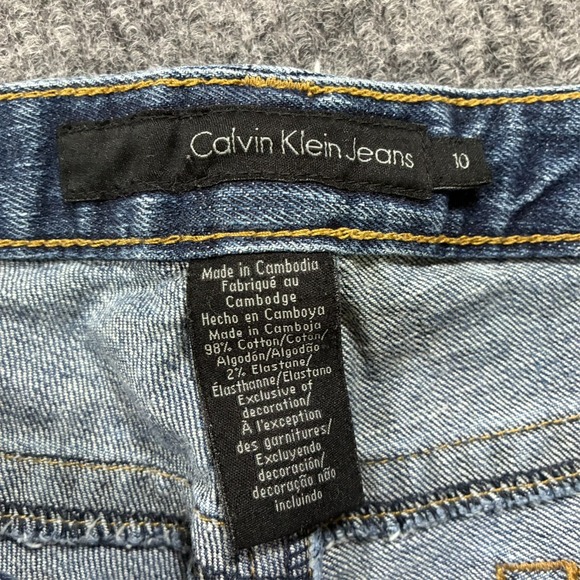 Calvin Klein Jeans
10
Made in Cambodia
Fabriqué au
Cambodge
Hecho en Camboya
Made in Camboja
98% Cotton/Coton/
Algodón/Algodão
2% Elastane/
Élasthanne/Elastano
Exclusive of
decoration/
À l'exception
des garnitures/
Excluyendo
decoración/
decoração não
incluindo